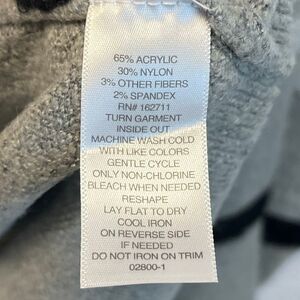 65% ACRYLIC
30% NYLON
3% OTHER FIBERS
2% SPANDEX
RN# 162711
TURN GARMENT
INSIDE OUT
MACHINE WASH COLD
WITH LIKE COLORS
GENTLE CYCLE
ONLY NON-CHLORINE
BLEACH WHEN NEEDED
RESHAPE
LAY FLAT TO DRY
COOL IRON
ON REVERSE SIDE
IF NEEDED
DO NOT IRON ON TRIM
02800-1